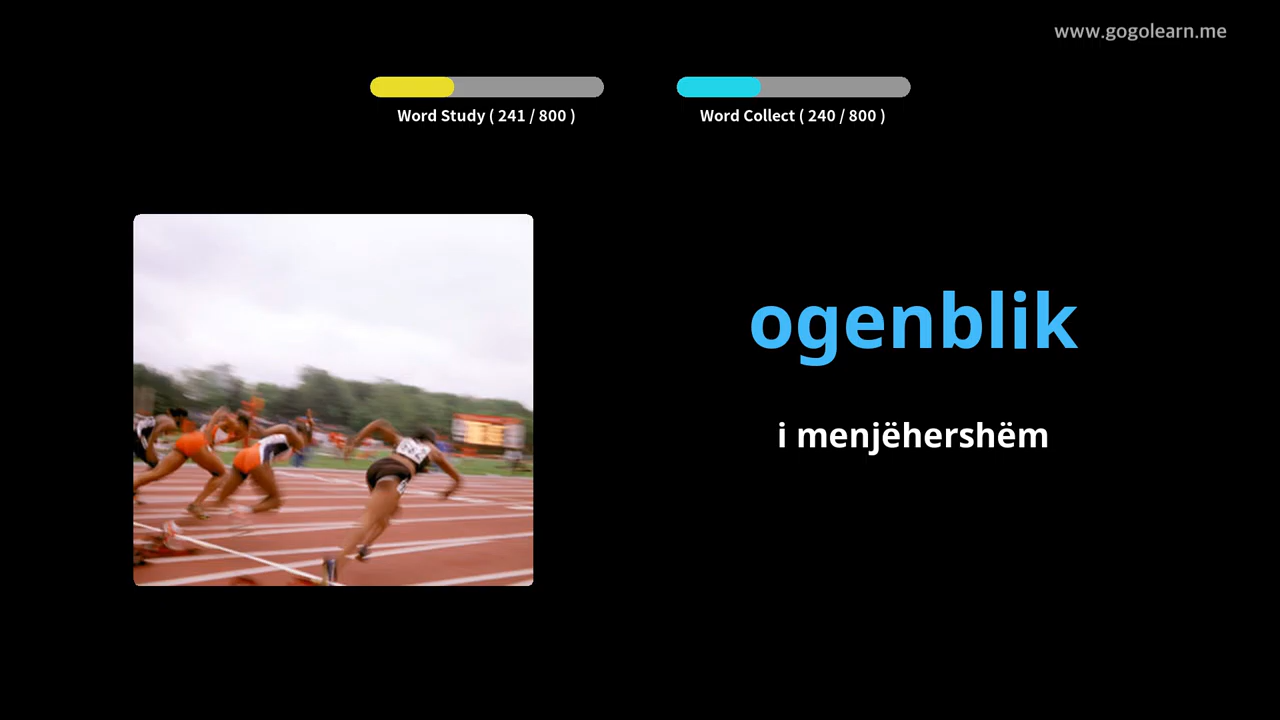 www.gogolearn.me
Word Study ( 241 / 800 )
Word Collect ( 240 / 800 )
ogenblik
i menjëhershëm